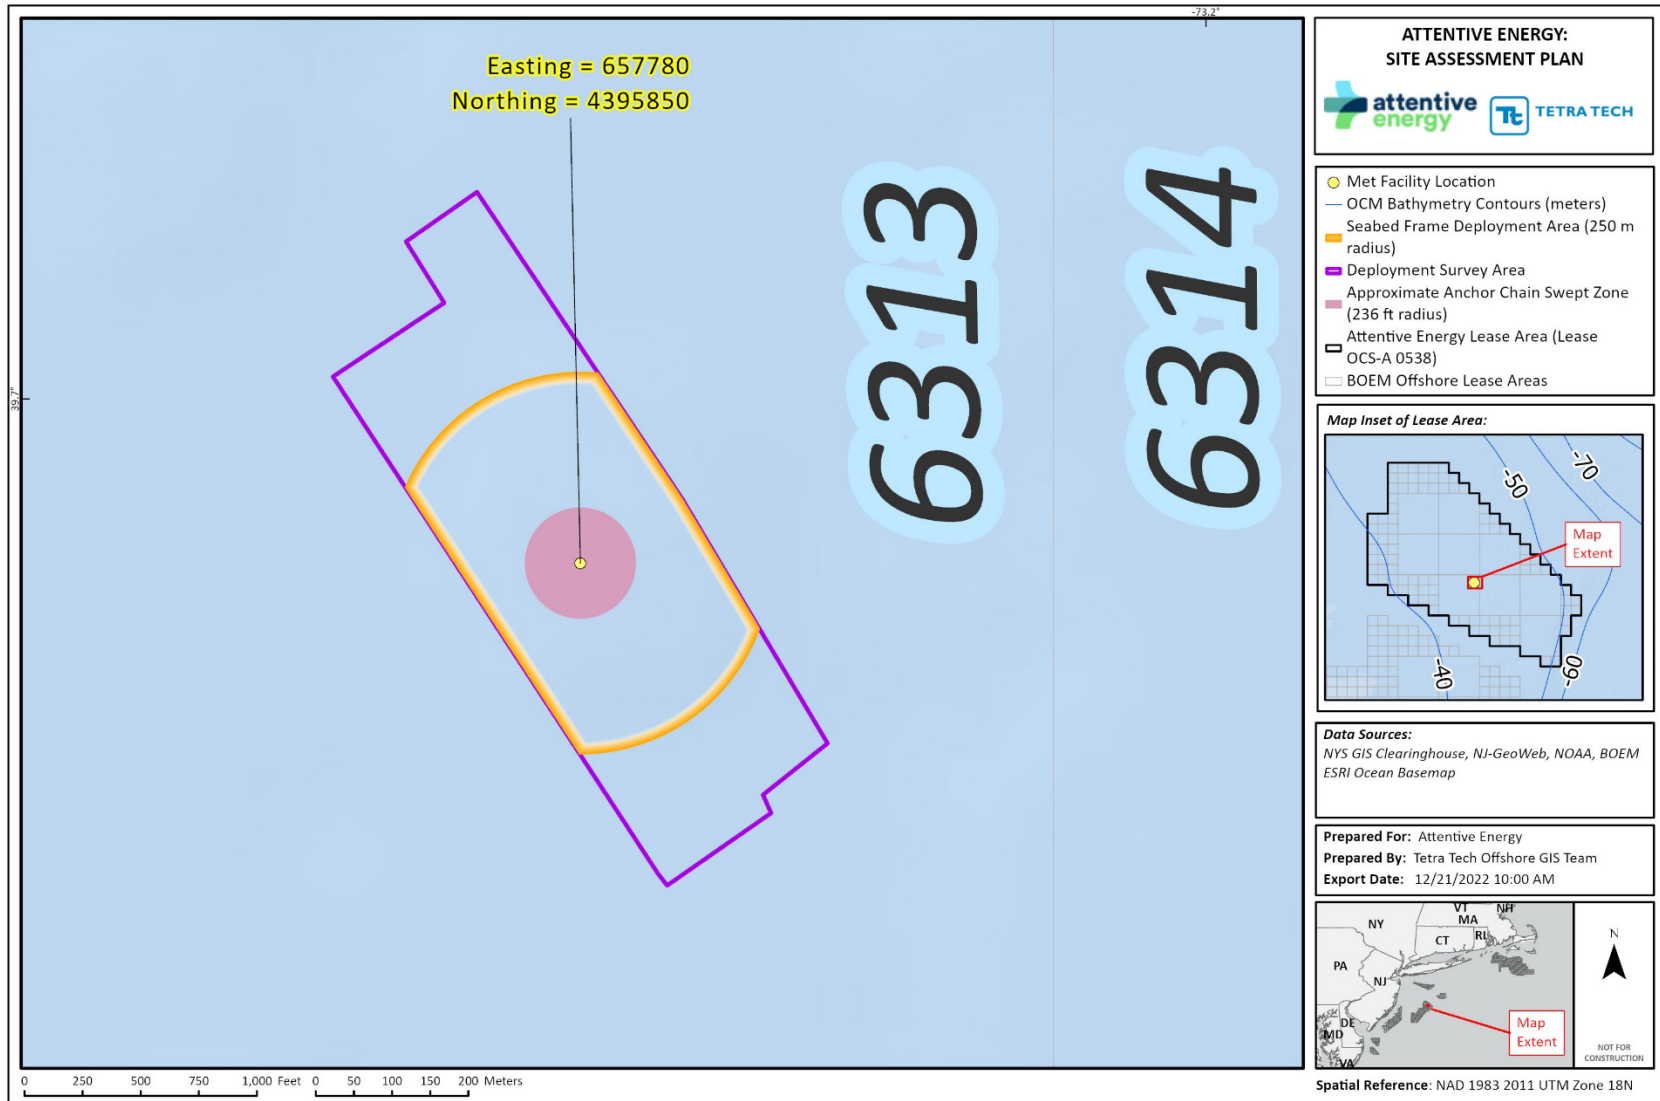 -73.2°
39.7°
Easting = 657780
Northing = 4395850
6313
6314
0 250 500 750 1,000 Feet
0 50 100 150 200 Meters
ATTENTIVE ENERGY:
SITE ASSESSMENT PLAN
attentive
energy
Tt TETRA TECH
Met Facility Location
OCM Bathymetry Contours (meters)
Seabed Frame Deployment Area (250 m
radius)
Deployment Survey Area
Approximate Anchor Chain Swept Zone
(236 ft radius)
Attentive Energy Lease Area (Lease
OCS-A 0538)
BOEM Offshore Lease Areas
Map Inset of Lease Area:
-70
-50
Map
Extent
-60
-40
Data Sources:
NYS GIS Clearinghouse, NJ-GeoWeb, NOAA, BOEM
ESRI Ocean Basemap
Prepared For: Attentive Energy
Prepared By: Tetra Tech Offshore GIS Team
Export Date: 12/21/2022 10:00 AM
VT NH
NY MA
CT RI
PA
NJ
DE
MD
VA
Map
Extent
N
NOT FOR
CONSTRUCTION
Spatial Reference: NAD 1983 2011 UTM Zone 18N